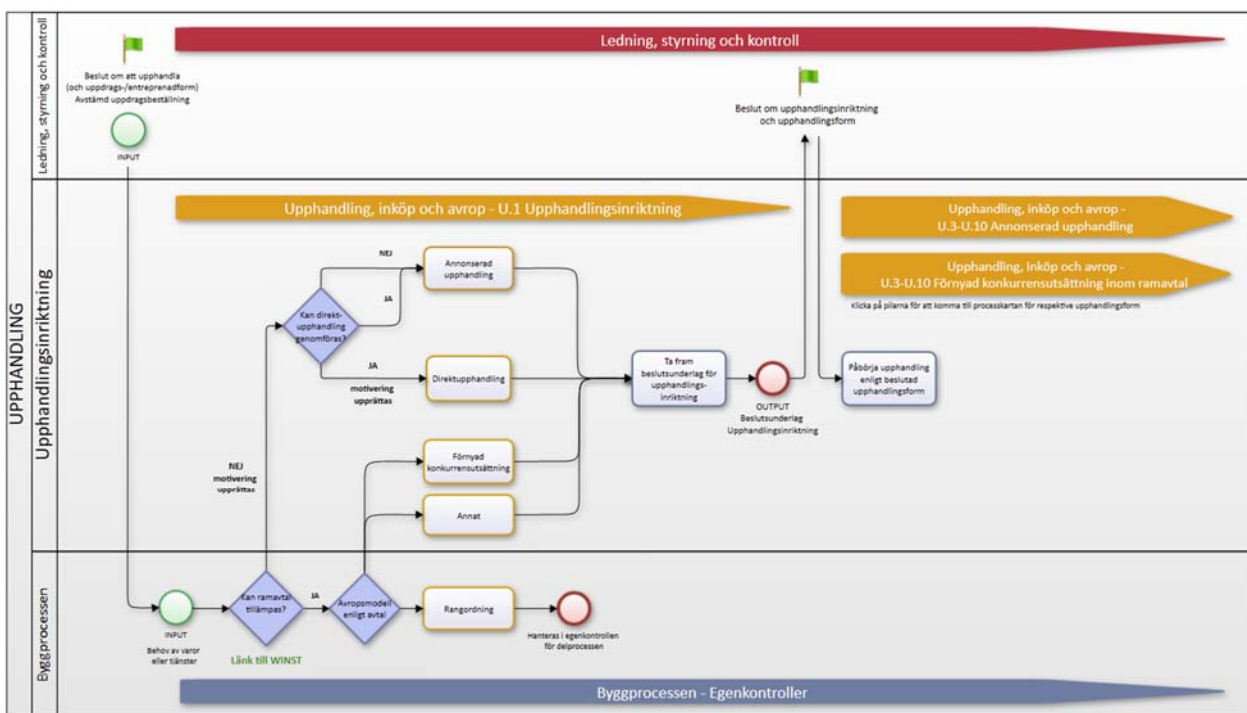 UPPHANDLING
Ledning, styrning och kontroll
Ledning, styrning och kontroll
Beslut om att upphandla
(och uppdrags-/entreprenadform)
Avstämd uppdragsbeställning
INPUT
Beslut om upphandlingsinriktning
och upphandlingsform
Upphandlingsinriktning
Upphandling, inköp och avrop - U.1 Upphandlingsinriktning
Upphandling, inköp och avrop -
U.3-U.10 Annonserad upphandling
Upphandling, inköp och avrop -
U.3-U.10 Förnyad konkurrensutsättning inom ramavtal
Klicka på pilarna för att komma till processkartan för respektive upphandlingsform
NEJ
Annonserad
upphandling
JA
Kan direkt-
upphandling
genomföras?
JA
motivering
upprättas
Direktupphandling
Ta fram
beslutsunderlag för
upphandlings-
inriktning
OUTPUT
Beslutsunderlag
Upphandlingsinriktning
Påbörja upphandling
enligt beslutad
upphandlingsform
NEJ
motivering
upprättas
Förnyad
konkurrensutsättning
Annat
Byggprocessen
INPUT
Behov av varor
eller tjänster
Kan ramavtal
tillämpas?
Länk till WINST
JA
Avropsmodell
enligt avtal
Rangordning
Hanteras i egenkontrollen
för delprocessen
Byggprocessen - Egenkontroller